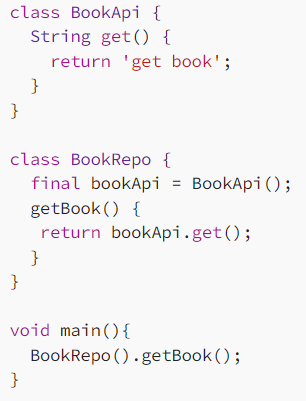 class BookApi {
  String get() {
    return 'get book';
  }
}

class BookRepo {
  final bookApi = BookApi();
  getBook() {
   return bookApi.get();
  }
}

void main(){
  BookRepo().getBook();
}